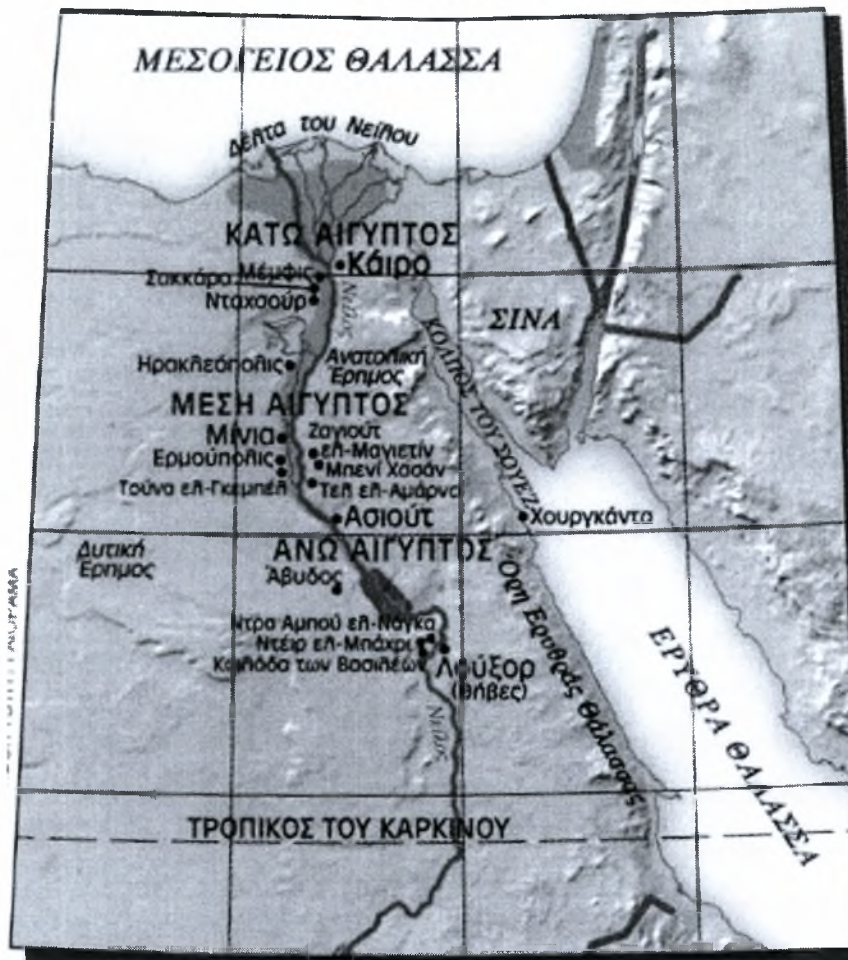 ΜΕΣΟΓΕΙΟΣ ΘΑΛΑΣΣΑ
Δέλτα του Νείλου
ΚΑΤΩ ΑΙΓΥΠΤΟΣ
Κάιρο
Μέμφις
Σακκάρα
Νταχσούρ
Νείλος
ΣΙΝΑ
ΚΟΛΠΟΣ ΤΟΥ ΣΟΥΕΖ
Ηρακλεόπολις
Ανατολική
Έρημος
ΜΕΣΗ ΑΙΓΥΠΤΟΣ
Μίνια
Ζαγιούτ
ελ-Μαγιετίν
Ερμούπολις
Μπενί Χασάν
Τούνα ελ-Γκεμπέλ
Τελ ελ-Αμάρνα
Ασιούτ
Χουργκάντα
ΑΝΩ ΑΙΓΥΠΤΟΣ
Δυτική
Έρημος
Άβυδος
Όρη Ερυθράς Θάλασσας
Ντρα Αμπού ελ-Νάγκα
Ντέιρ ελ-Μπάχρι
Κοιλάδα των Βασιλέων
Λούξορ
(Θήβες)
ΕΡΥΘΡΑ ΘΑΛΑΣΣΑ
Νείλος
ΤΡΟΠΙΚΟΣ ΤΟΥ ΚΑΡΚΙΝΟΥ